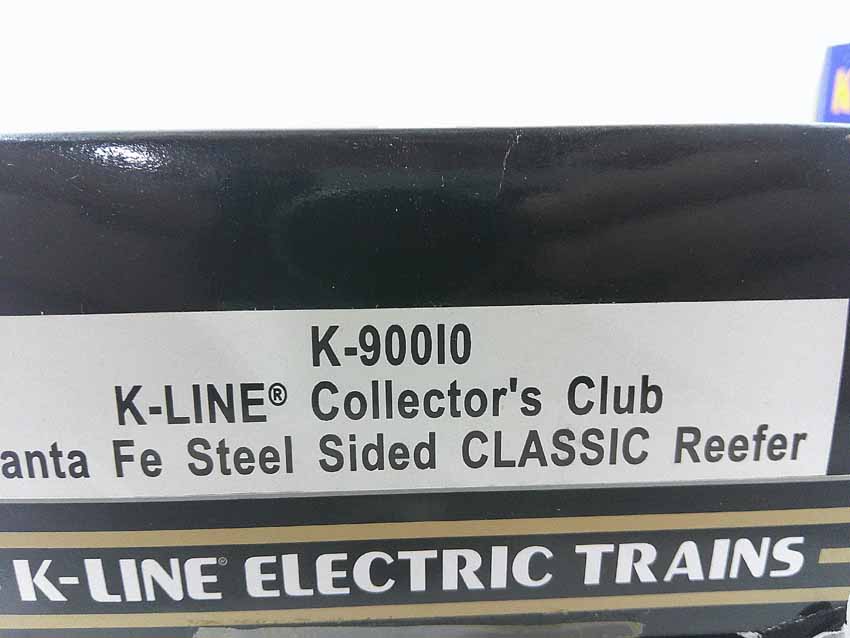 K-90010
K-LINE® Collector's Club
anta Fe Steel Sided CLASSIC Reefer
K-LINE® ELECTRIC TRAINS